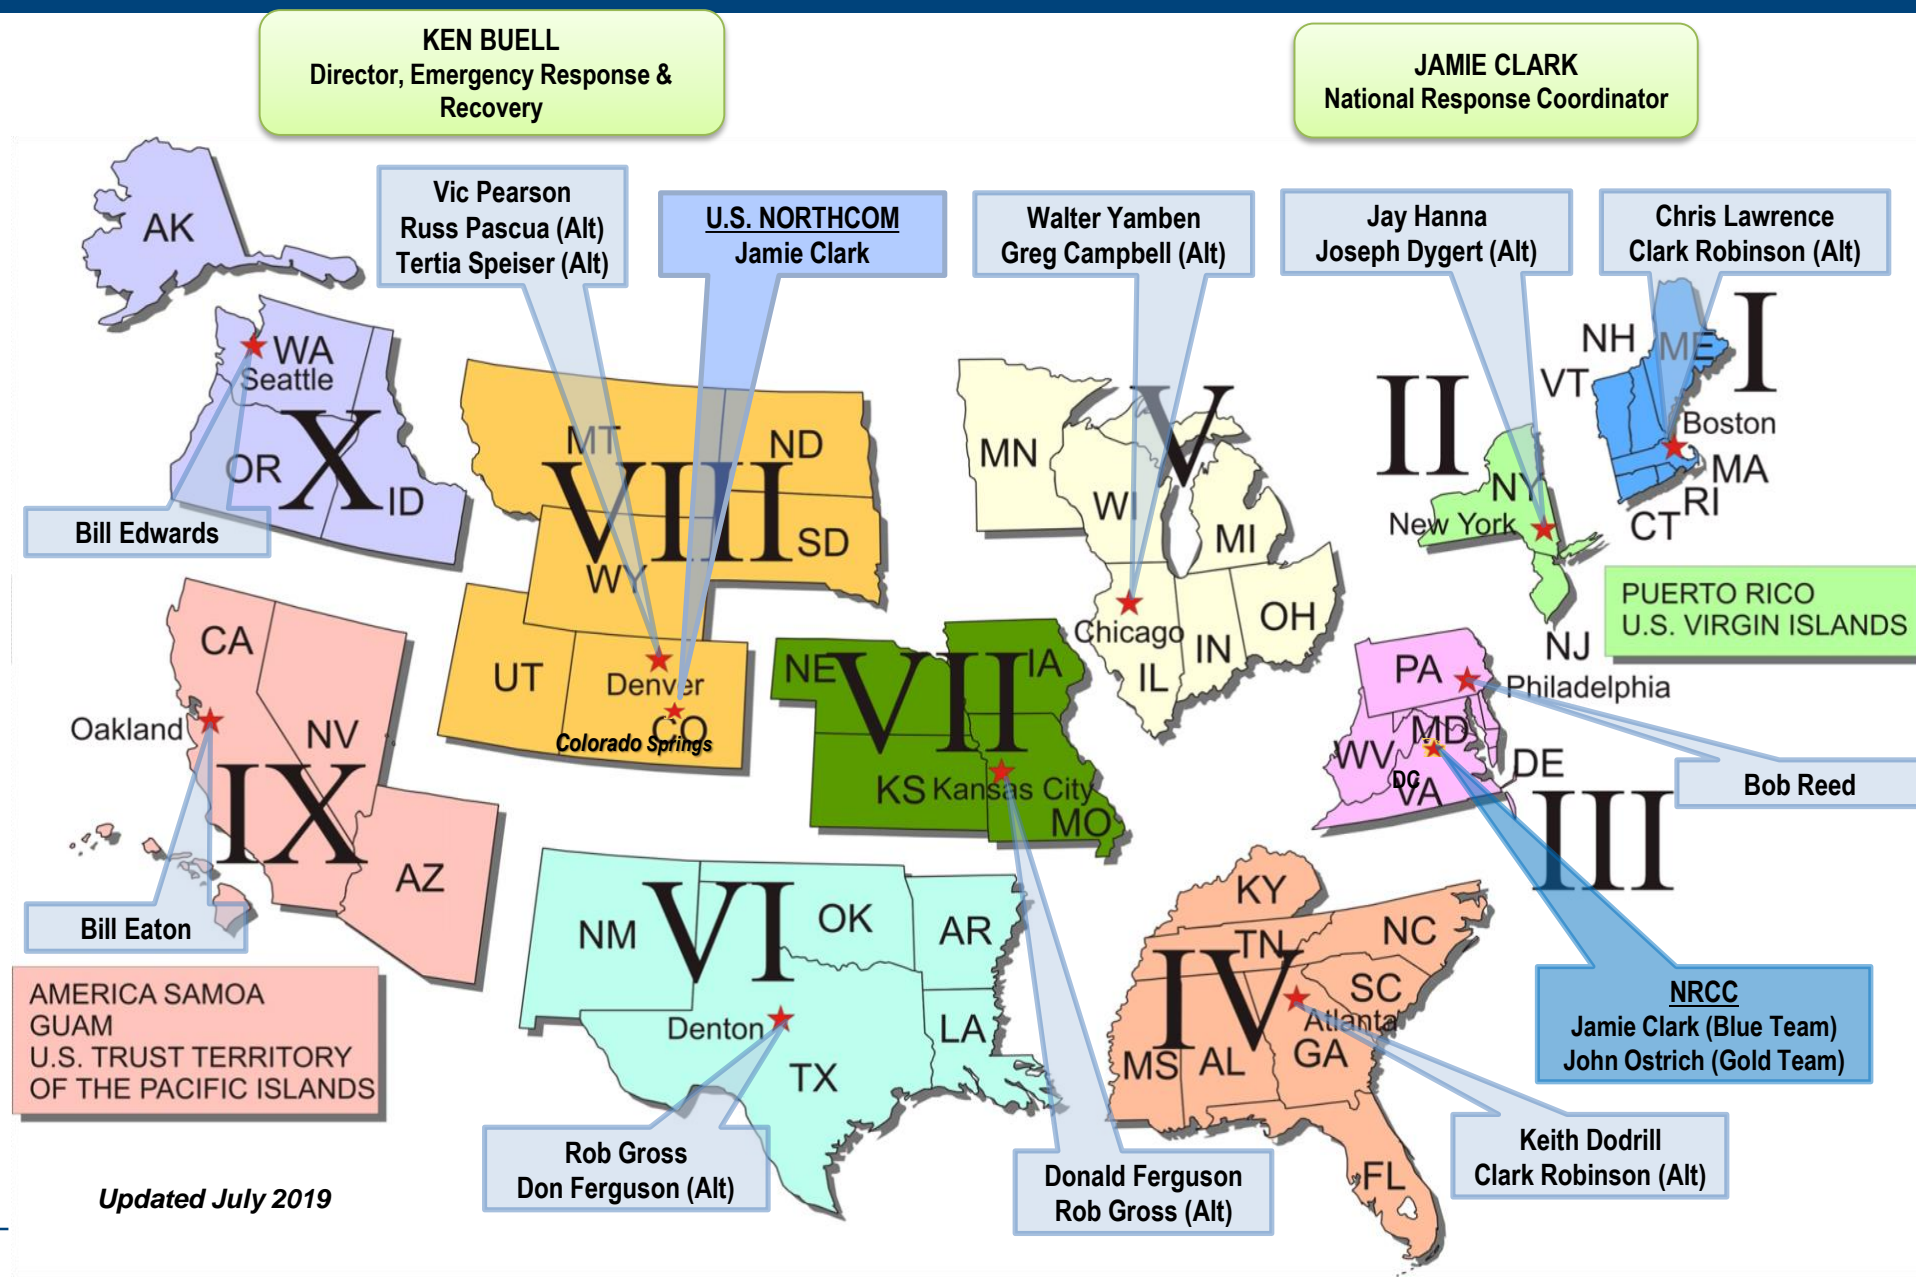 KEN BUELL
Director, Emergency Response &
Recovery
JAMIE CLARK
National Response Coordinator
Vic Pearson
Russ Pascua (Alt)
Tertia Speiser (Alt)
U.S. NORTHCOM
Jamie Clark
Walter Yamben
Greg Campbell (Alt)
Jay Hanna
Joseph Dygert (Alt)
Chris Lawrence
Clark Robinson (Alt)
AK
WA
Seattle
X
OR
ID
Bill Edwards
MT
ND
VIII
SD
WY
UT
Denver
CO
Colorado Springs
MN
V
WI
MI
Chicago
IL
IN
OH
II
NY
New York
NJ
PUERTO RICO
U.S. VIRGIN ISLANDS
I
NH
ME
VT
Boston
MA
RI
CT
CA
Oakland
NV
IX
AZ
Bill Eaton
AMERICA SAMOA
GUAM
U.S. TRUST TERRITORY
OF THE PACIFIC ISLANDS
NE
VII
IA
KS
Kansas City
MO
PA
Philadelphia
MD
WV
DC
VA
DE
III
Bob Reed
NM
VI
OK
AR
Denton
LA
TX
KY
TN
NC
IV
SC
Atlanta
MS
AL
GA
FL
NRCC
Jamie Clark (Blue Team)
John Ostrich (Gold Team)
Rob Gross
Don Ferguson (Alt)
Donald Ferguson
Rob Gross (Alt)
Keith Dodrill
Clark Robinson (Alt)
Updated July 2019